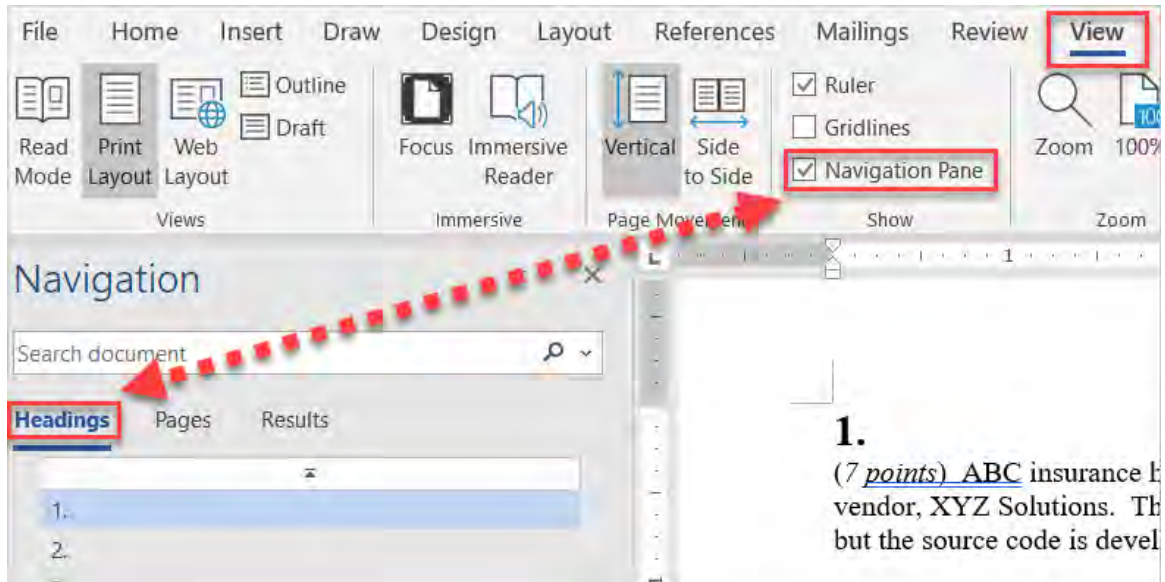 File Home Insert Draw Design Layout References Mailings Review View
Outline
Draft
Read Mode
Print Layout
Web Layout
Focus
Immersive Reader
Vertical
Side to Side
Ruler
Gridlines
Navigation Pane
Zoom
Views
Immersive
Show
Zoom
Navigation
Search document
Headings Pages Results
1.
2.
1
1.
(7 points) ABC insurance
vendor, XYZ Solutions.
but the source code is